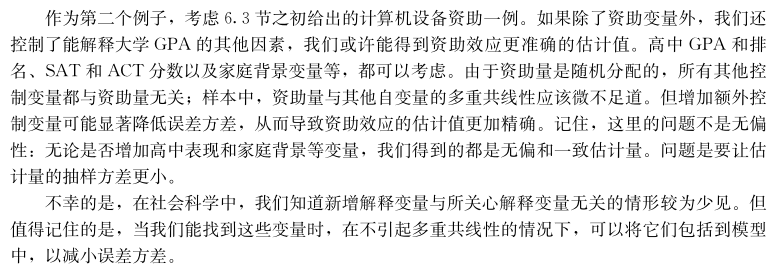 作为第二个例子，考虑 6.3 节之初给出的计算机设备资助一例。如果除了资助变量外，我们还
控制了能解释大学 GPA 的其他因素，我们或许能得到资助效应更准确的估计值。高中 GPA 和排
名、SAT 和 ACT 分数以及家庭背景变量等，都可以考虑。由于资助量是随机分配的，所有其他控
制变量都与资助量无关；样本中，资助量与其他自变量的多重共线性应该微不足道。但增加额外控
制变量可能显著降低误差方差，从而导致资助效应的估计值更加精确。记住，这里的问题不是无偏
性：无论是否增加高中表现和家庭背景等变量，我们得到的都是无偏和一致估计量。问题是要让估
计量的抽样方差更小。
不幸的是，在社会科学中，我们知道新增解释变量与所关心解释变量无关的情形较为少见。但
值得记住的是，当我们能找到这些变量时，在不引起多重共线性的情况下，可以将它们包括到模型
中，以减小误差方差。